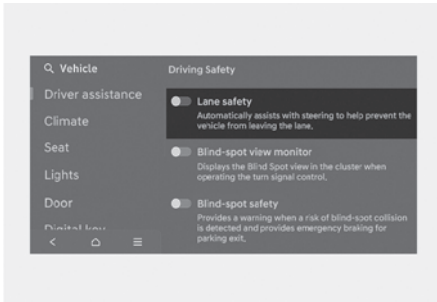 Vehicle
Driver assistance
Climate
Seat
Lights
Door
Digital key
Driving Safety
Lane safety
Automatically assists with steering to help prevent the
vehicle from leaving the lane.
Blind-spot view monitor
Displays the Blind Spot view in the cluster when
operating the turn signal control.
Blind-spot safety
Provides a warning when a risk of blind-spot collision
is detected and provides emergency braking for
parking exit.